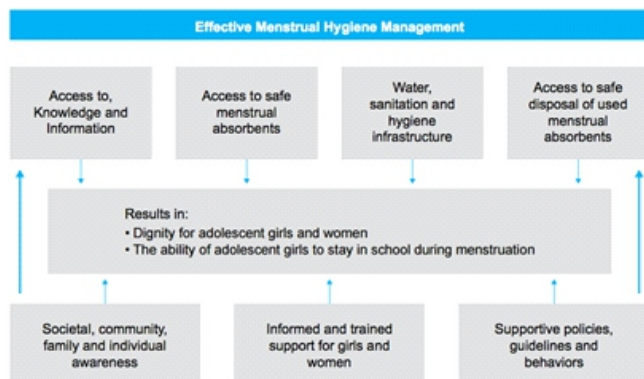 Effective Menstrual Hygiene Management
Access to,
Knowledge and
Information
Access to safe
menstrual
absorbents
Water,
sanitation and
hygiene
infrastructure
Access to safe
disposal of used
menstrual
absorbents
Results in:
• Dignity for adolescent girls and women
• The ability of adolescent girls to stay in school during menstruation
Societal, community,
family and individual
awareness
Informed and trained
support for girls and
women
Supportive policies,
guidelines and
behaviors